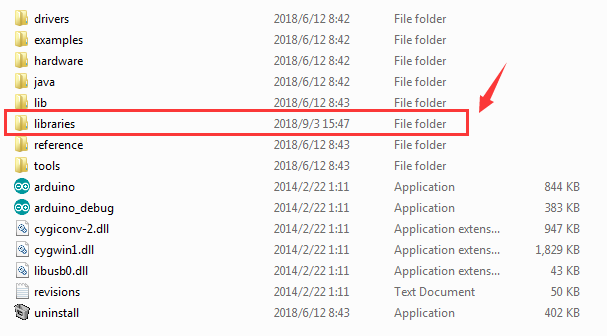 drivers 2018/6/12 8:42 File folder
examples 2018/6/12 8:42 File folder
hardware 2018/6/12 8:42 File folder
java 2018/6/12 8:42 File folder
lib 2018/6/12 8:43 File folder
libraries 2018/9/3 15:47 File folder
reference 2018/6/12 8:43 File folder
tools 2018/6/12 8:43 File folder
arduino 2014/2/22 1:11 Application 844 KB
arduino_debug 2014/2/22 1:11 Application 383 KB
cygiconv-2.dll 2014/2/22 1:11 Application extens... 947 KB
cygwin1.dll 2014/2/22 1:11 Application extens... 1,829 KB
libusb0.dll 2014/2/22 1:11 Application extens... 43 KB
revisions 2014/2/22 1:11 Text Document 50 KB
uninstall 2018/6/12 8:43 Application 402 KB